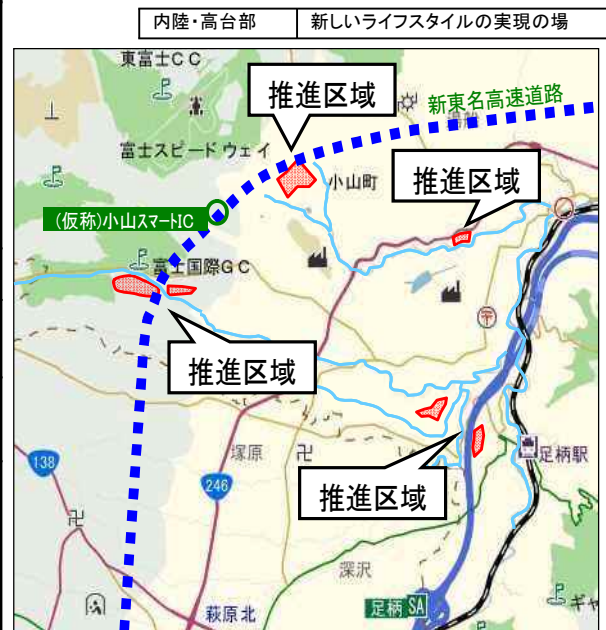 内陸・高台部 新しいライフスタイルの実現の場
東富士CC
推進区域
新東名高速道路
湯船
富士スピードウェイ
小山町
推進区域
(仮称)小山スマートIC
富士国際GC
推進区域
塚原
足柄駅
138
246
推進区域
深沢
萩原北
足柄 SA
ギャ